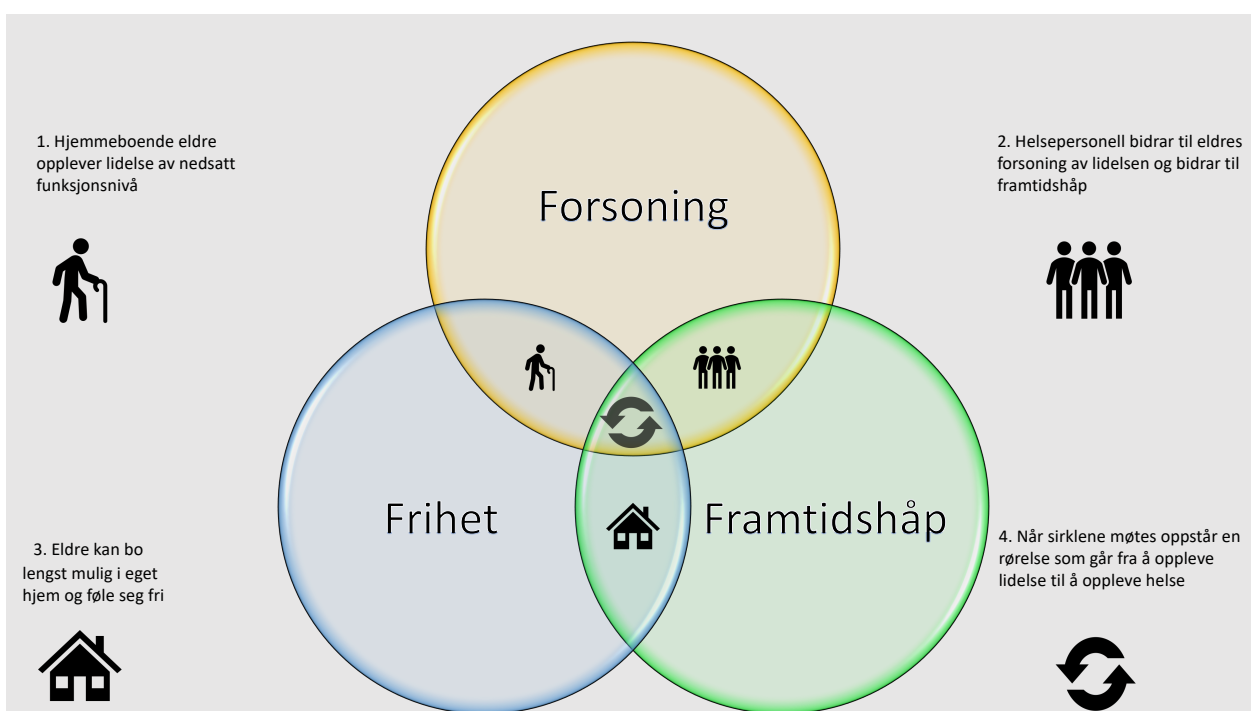 1. Hjemmeboende eldre
opplever lidelse av nedsatt
funksjonsnivå
2. Helsepersonell bidrar til eldres
forsoning av lidelsen og bidrar til
framtidshåp
Forsoning
Frihet
Framtidshåp
3. Eldre kan bo
lengst mulig i eget
hjem og føle seg fri
4. Når sirklene møtes oppstår en
rørelse som går fra å oppleve
lidelse til å oppleve helse